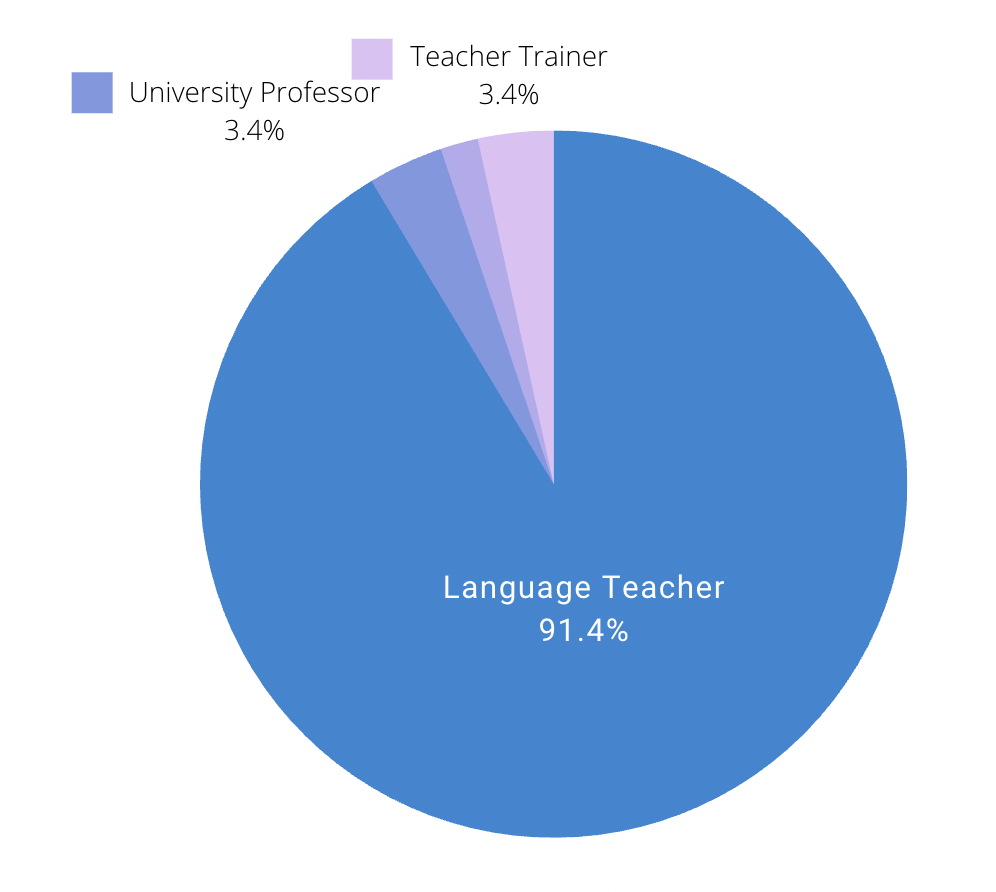 Teacher Trainer
3.4%
University Professor
3.4%
Language Teacher
91.4%